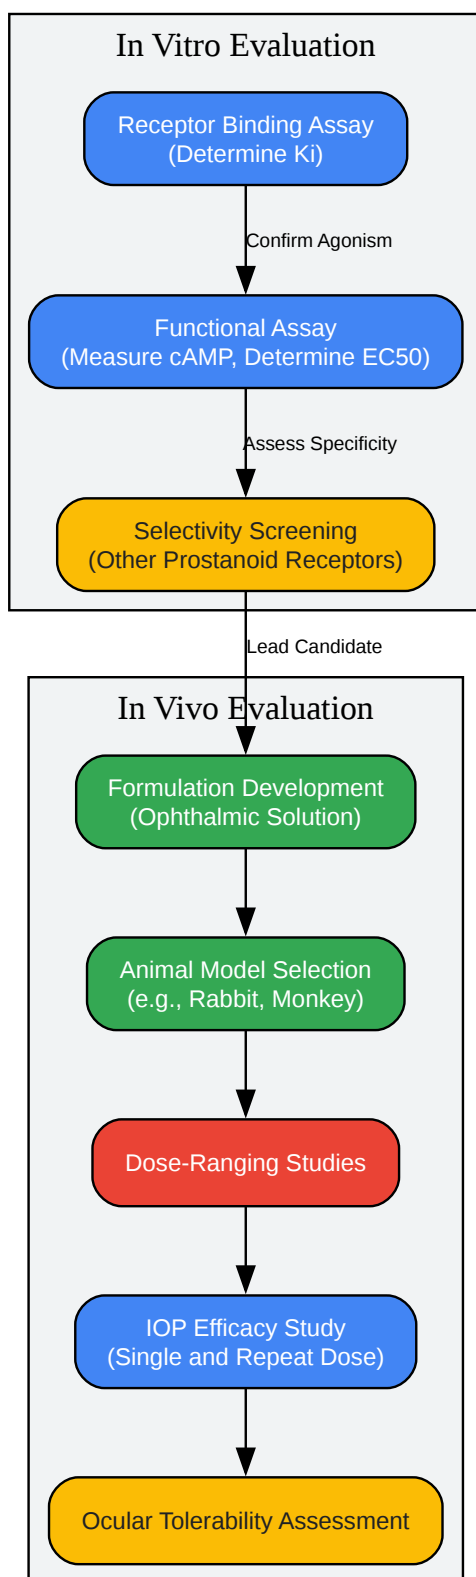 In Vitro Evaluation
Receptor Binding Assay
(Determine Ki)
Confirm Agonism
Functional Assay
(Measure cAMP, Determine EC50)
Assess Specificity
Selectivity Screening
(Other Prostanoid Receptors)
Lead Candidate
In Vivo Evaluation
Formulation Development
(Ophthalmic Solution)
Animal Model Selection
(e.g., Rabbit, Monkey)
Dose-Ranging Studies
IOP Efficacy Study
(Single and Repeat Dose)
Ocular Tolerability Assessment